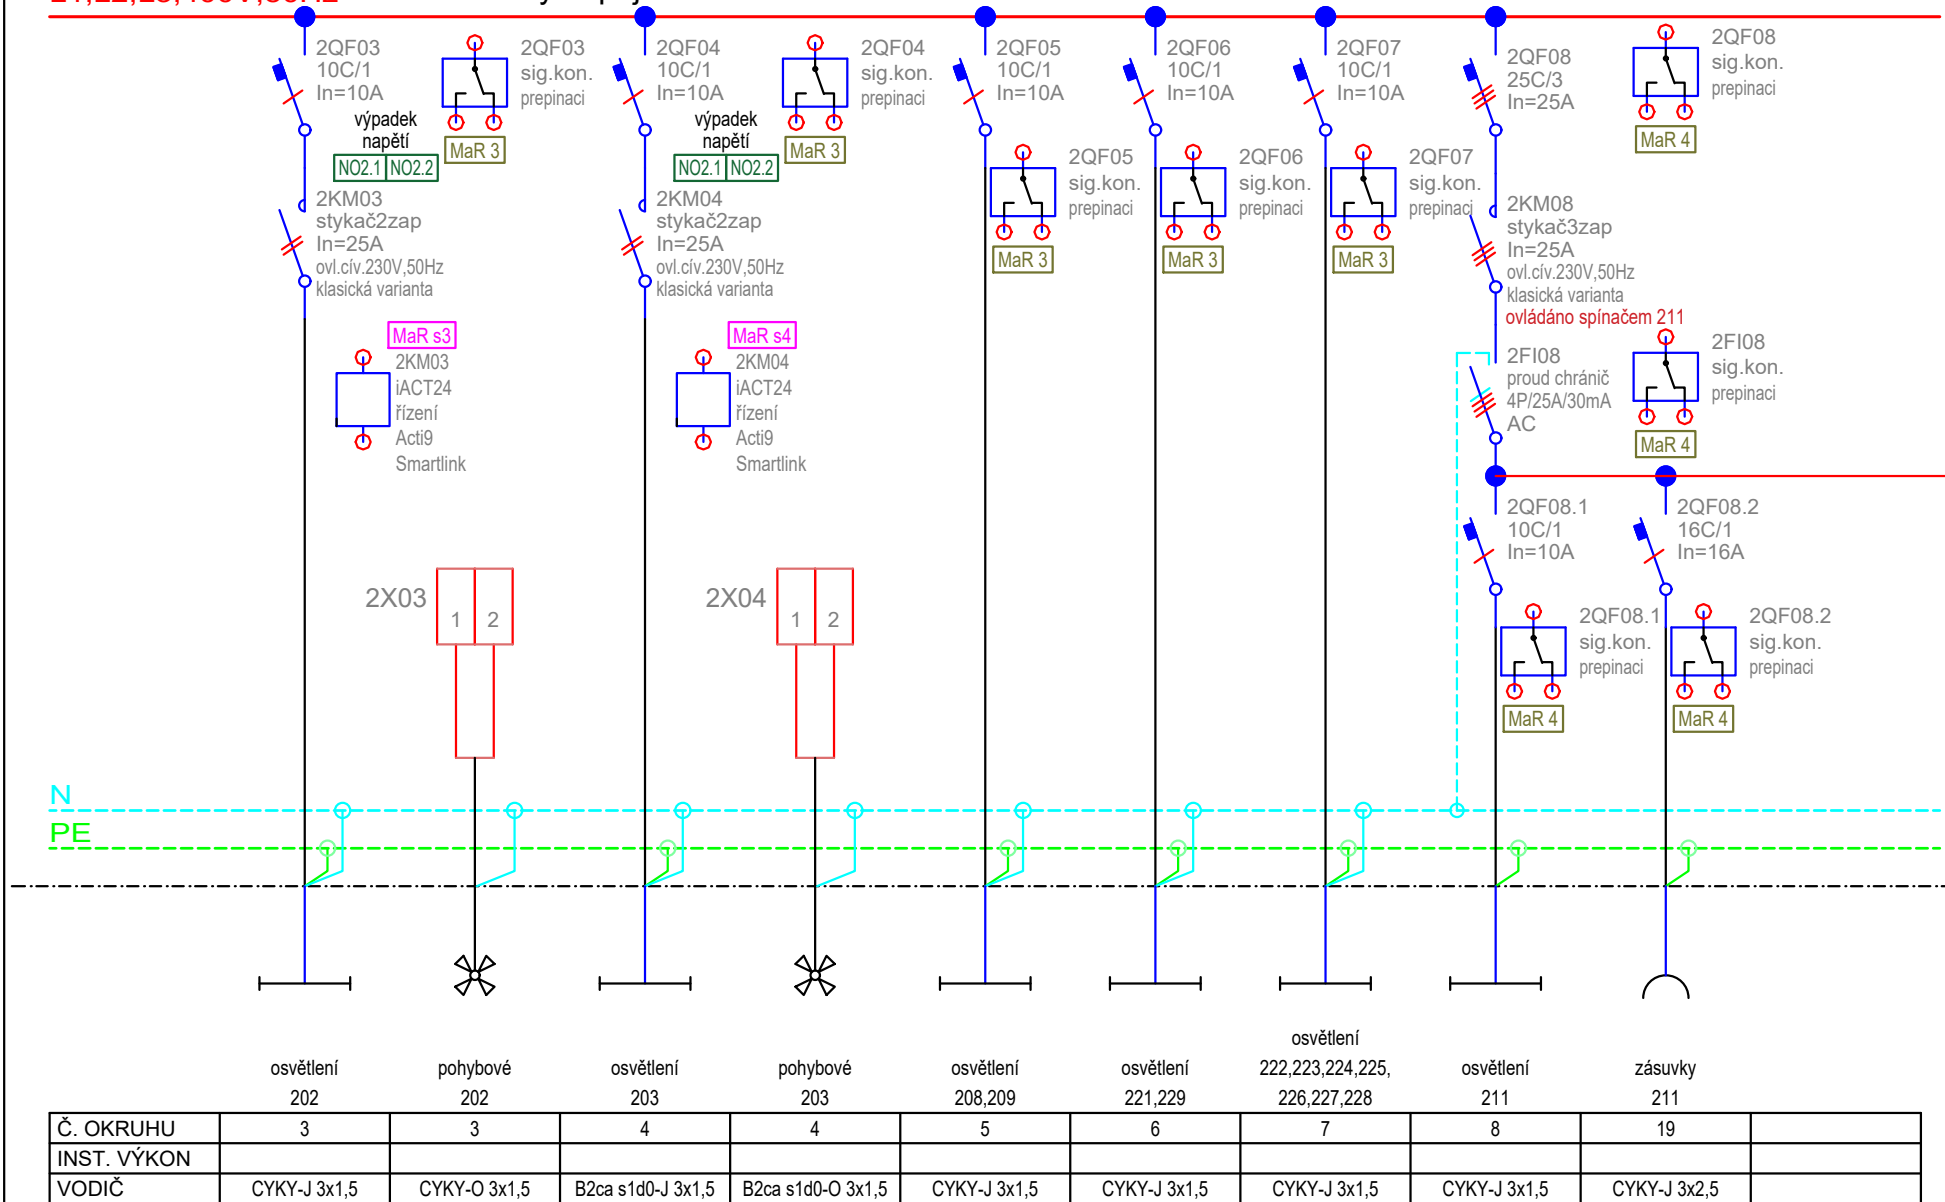 2QF03
10C/1
In=10A
výpadek
napětí
NO2.1 NO2.2
2KM03
stykač2zap
In=25A
ovl.cív.230V,50Hz
klasická varianta
MaR s3
2KM03
iACT24
řízení
Acti9
Smartlink
2QF03
sig.kon.
prepinaci
MaR 3
2X03
1 2
2QF04
10C/1
In=10A
výpadek
napětí
NO2.1 NO2.2
2KM04
stykač2zap
In=25A
ovl.cív.230V,50Hz
klasická varianta
MaR s4
2KM04
iACT24
řízení
Acti9
Smartlink
2QF04
sig.kon.
prepinaci
MaR 3
2X04
1 2
2QF05
10C/1
In=10A
2QF05
sig.kon.
prepinaci
MaR 3
2QF06
10C/1
In=10A
2QF06
sig.kon.
prepinaci
MaR 3
2QF07
10C/1
In=10A
2QF07
sig.kon.
prepinaci
MaR 3
2QF08
25C/3
In=25A
2QF08
sig.kon.
prepinaci
MaR 4
2KM08
stykač3zap
In=25A
ovl.cív.230V,50Hz
klasická varianta
ovládáno spínačem 211
2FI08
proud chránič
4P/25A/30mA
AC
2FI08
sig.kon.
prepinaci
MaR 4
2QF08.1
10C/1
In=10A
2QF08.1
sig.kon.
prepinaci
MaR 4
2QF08.2
16C/1
In=16A
2QF08.2
sig.kon.
prepinaci
MaR 4
N
PE
osvětlení
202
pohybové
202
osvětlení
203
pohybové
203
osvětlení
208,209
osvětlení
221,229
osvětlení
222,223,224,225,
226,227,228
osvětlení
211
zásuvky
211
Č. OKRUHU 3 3 4 4 5 6 7 8 19
INST. VÝKON
VODIČ CYKY-J 3x1,5 CYKY-O 3x1,5 B2ca s1d0-J 3x1,5 B2ca s1d0-O 3x1,5 CYKY-J 3x1,5 CYKY-J 3x1,5 CYKY-J 3x1,5 CYKY-J 3x1,5 CYKY-J 3x2,5